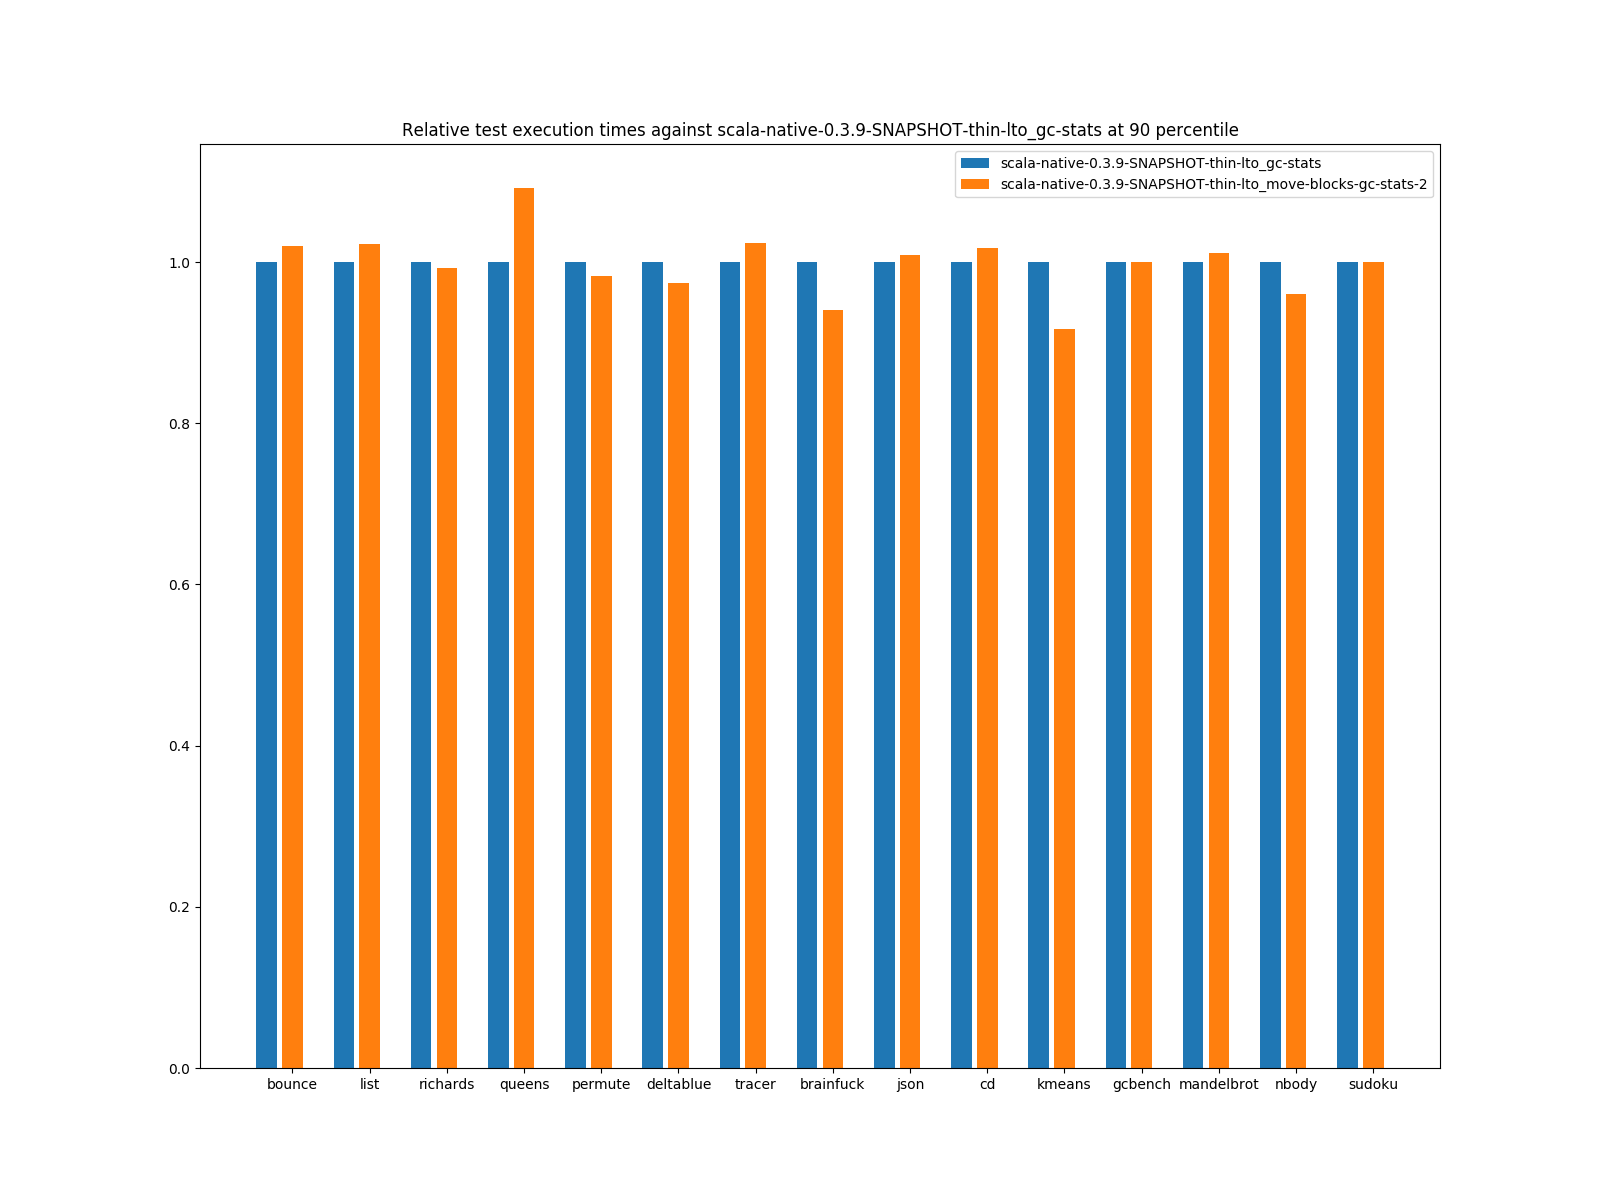 Relative test execution times against scala-native-0.3.9-SNAPSHOT-thin-lto_gc-stats at 90 percentile
scala-native-0.3.9-SNAPSHOT-thin-lto_gc-stats
scala-native-0.3.9-SNAPSHOT-thin-lto_move-blocks-gc-stats-2
1.0
0.8
0.6
0.4
0.2
0.0
bounce list richards queens permute deltablue tracer brainfuck json cd kmeans gcbench mandelbrot nbody sudoku